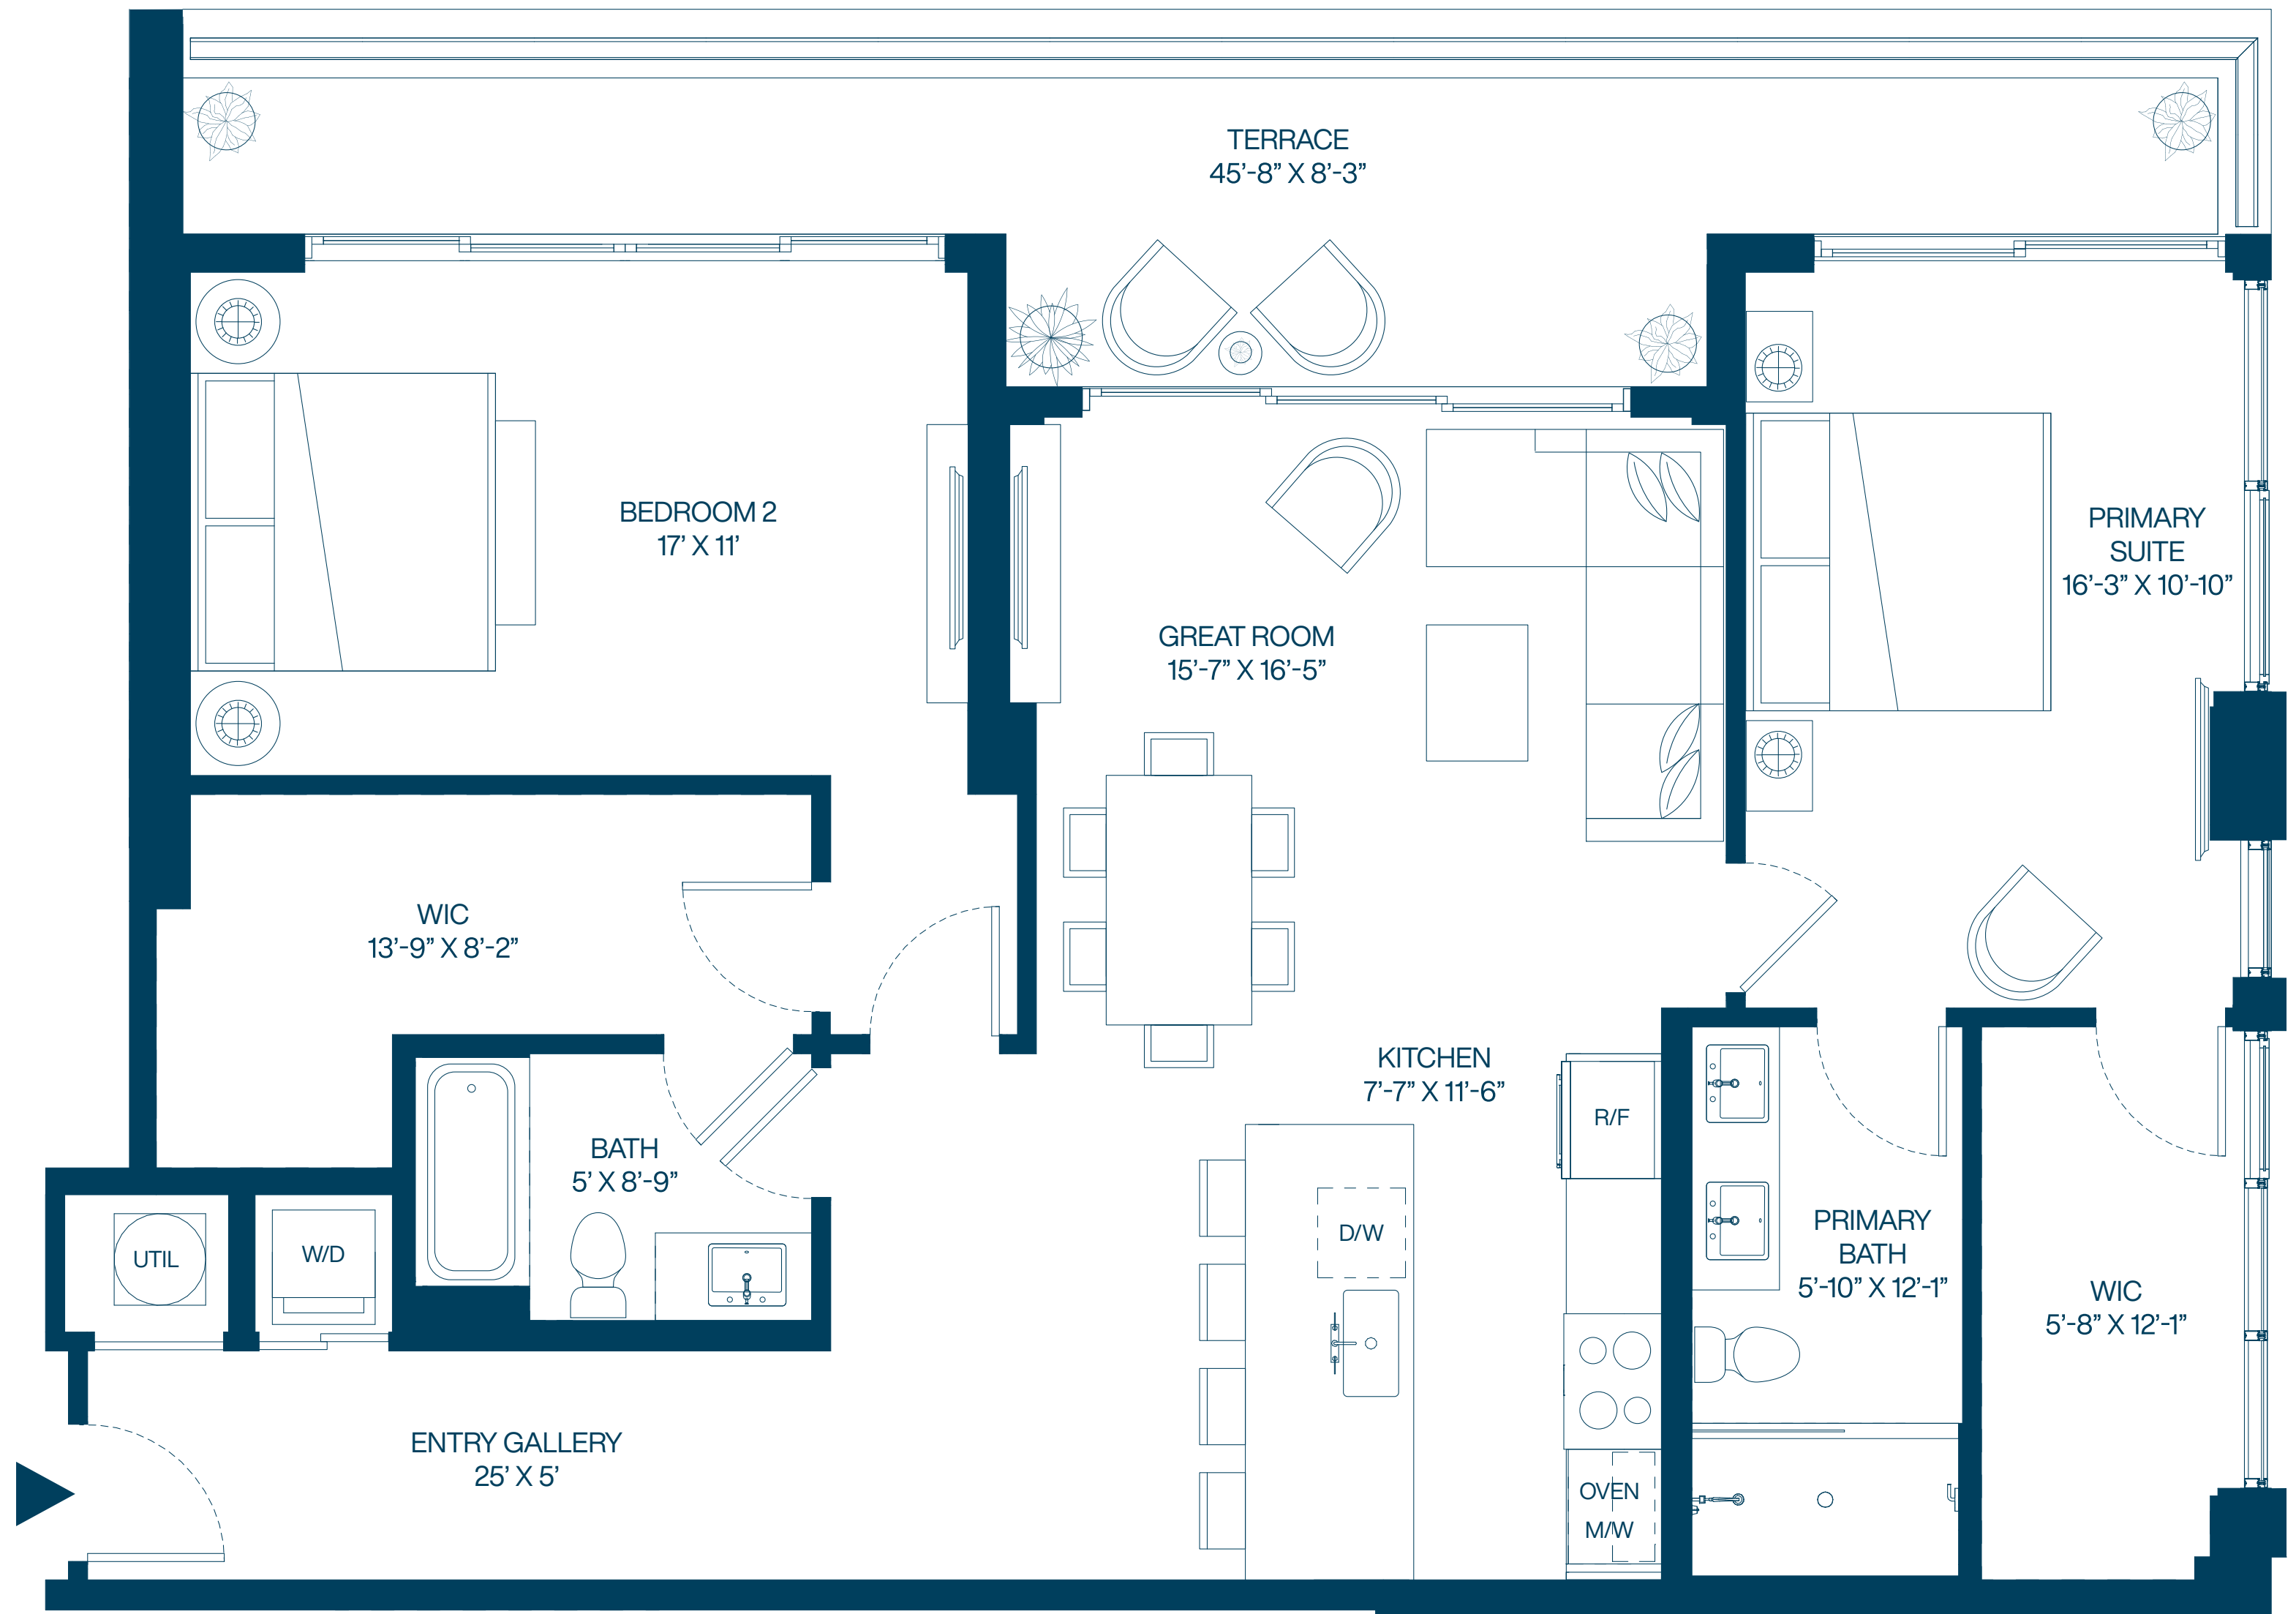 TERRACE
45’-8” X 8’-3”
BEDROOM 2
17’ X 11’
PRIMARY
SUITE
16’-3” X 10’-10”
GREAT ROOM
15’-7” X 16’-5”
WIC
13’-9” X 8’-2”
KITCHEN
7’-7” X 11’-6”
R/F
BATH
5’ X 8’-9”
D/W
UTIL
W/D
PRIMARY
BATH
5’-10” X 12’-1”
WIC
5’-8” X 12’-1”
ENTRY GALLERY
25’ X 5’
OVEN
M/W